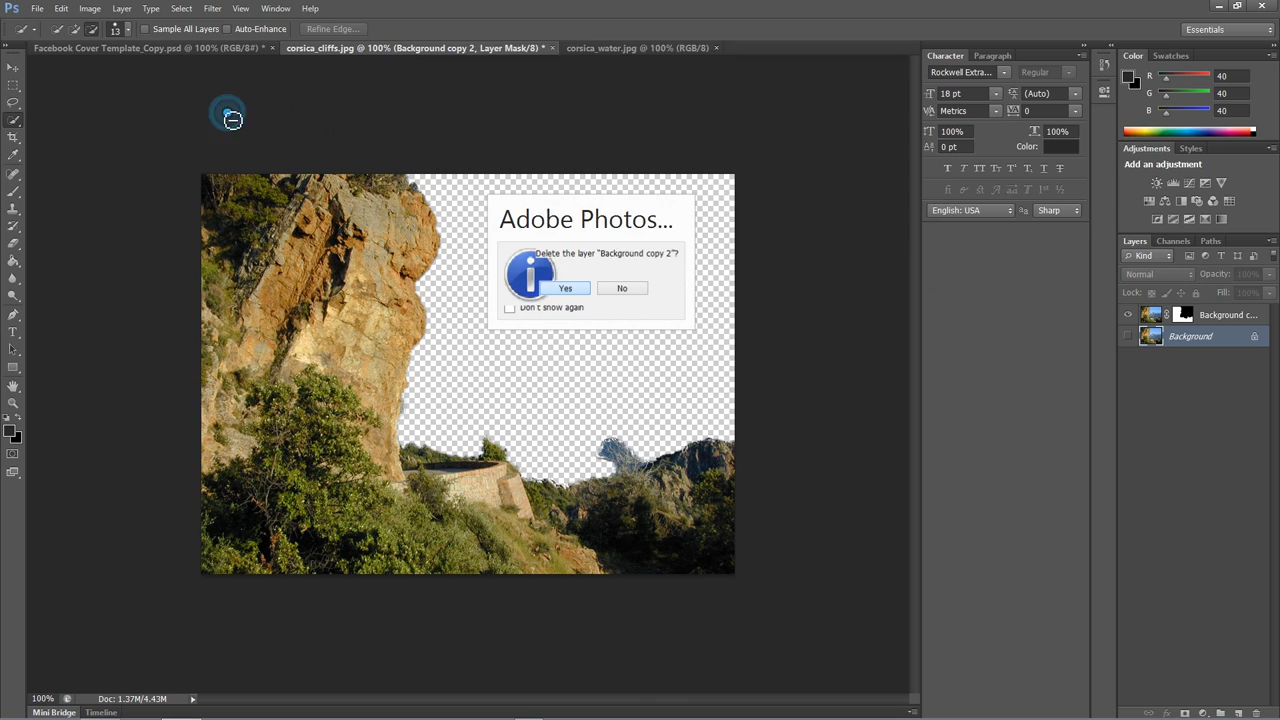 Ps File Edit Image Layer Type Select Filter View Window Help
13 Sample All Layers Auto-Enhance Refine Edge... Essentials
Facebook Cover Template_Copy.psd @ 100% (RGB/8#) * × corsica_cliffs.jpg @ 100% (Background copy 2, Layer Mask/8) * × corsica_water.jpg @ 100% (RGB/8) ×
Character Paragraph
Rockwell Extra... Regular
18 pt (Auto)
Metrics 0
100% 100%
0 pt Color:
English: USA Sharp
Color Swatches
R 40
G 40
B 40
Adjustments Styles
Add an adjustment
Layers Channels Paths
Kind
Normal Opacity: 100%
Lock: Fill: 100%
Background c...
Background
Adobe Photos...
Delete the layer "Background copy 2"?
Yes No
Don't show again
100% Doc: 1.37M/4.43M
Mini Bridge Timeline